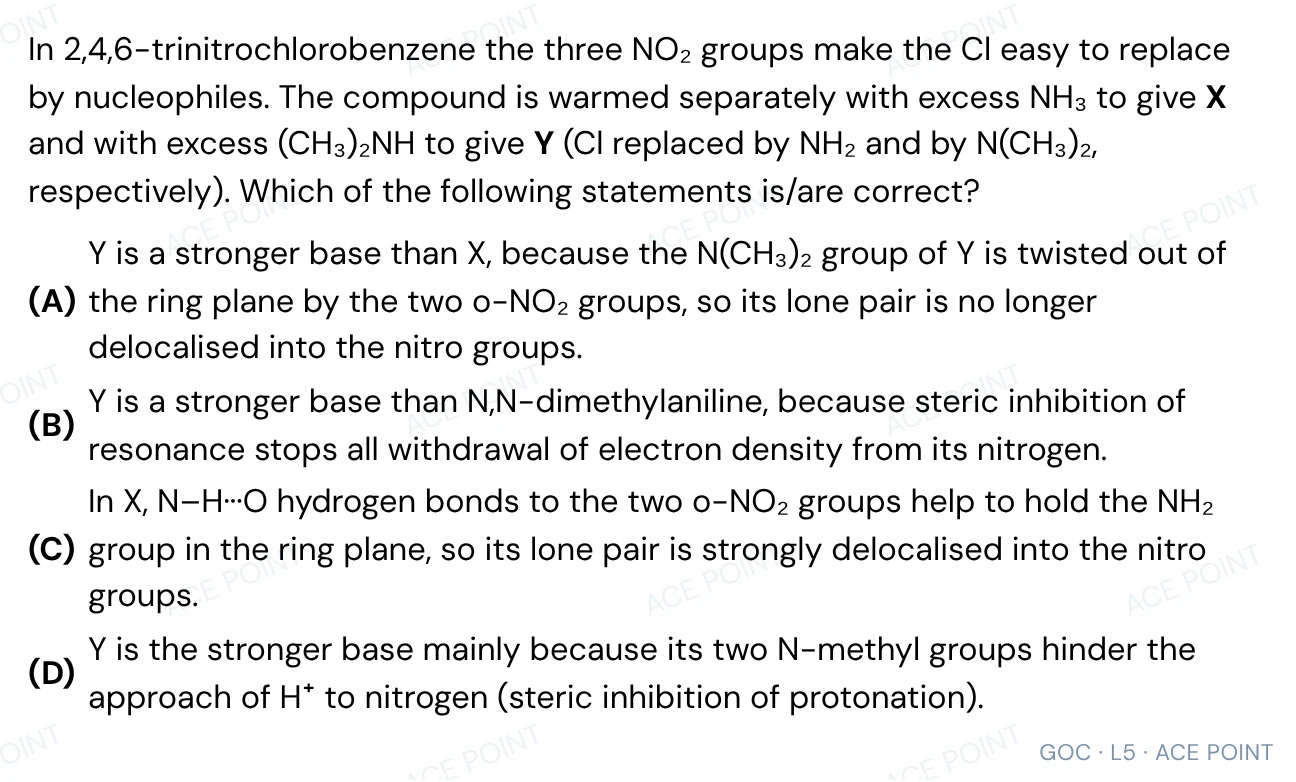 In 2,4,6-trinitrochlorobenzene the three NO₂ groups make the Cl easy to replace
by nucleophiles. The compound is warmed separately with excess NH₃ to give X
and with excess (CH₃)₂NH to give Y (Cl replaced by NH₂ and by N(CH₃)₂,
respectively). Which of the following statements is/are correct?
Y is a stronger base than X, because the N(CH₃)₂ group of Y is twisted out of
(A) the ring plane by the two o-NO₂ groups, so its lone pair is no longer
delocalised into the nitro groups.
(B) Y is a stronger base than N,N-dimethylaniline, because steric inhibition of
resonance stops all withdrawal of electron density from its nitrogen.
In X, N–H···O hydrogen bonds to the two o-NO₂ groups help to hold the NH₂
(C) group in the ring plane, so its lone pair is strongly delocalised into the nitro
groups.
(D) Y is the stronger base mainly because its two N-methyl groups hinder the
approach of H⁺ to nitrogen (steric inhibition of protonation).
GOC · L5 · ACE POINT